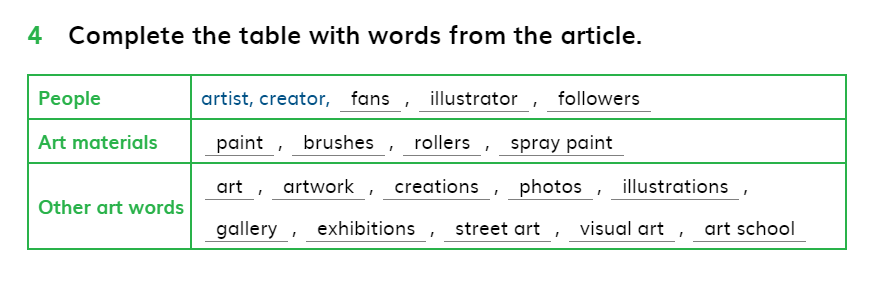 4 Complete the table with words from the article.
People artist, creator, fans, illustrator, followers
Art materials paint, brushes, rollers, spray paint
art, artwork, creations, photos, illustrations,
Other art words
gallery, exhibitions, street art, visual art, art school